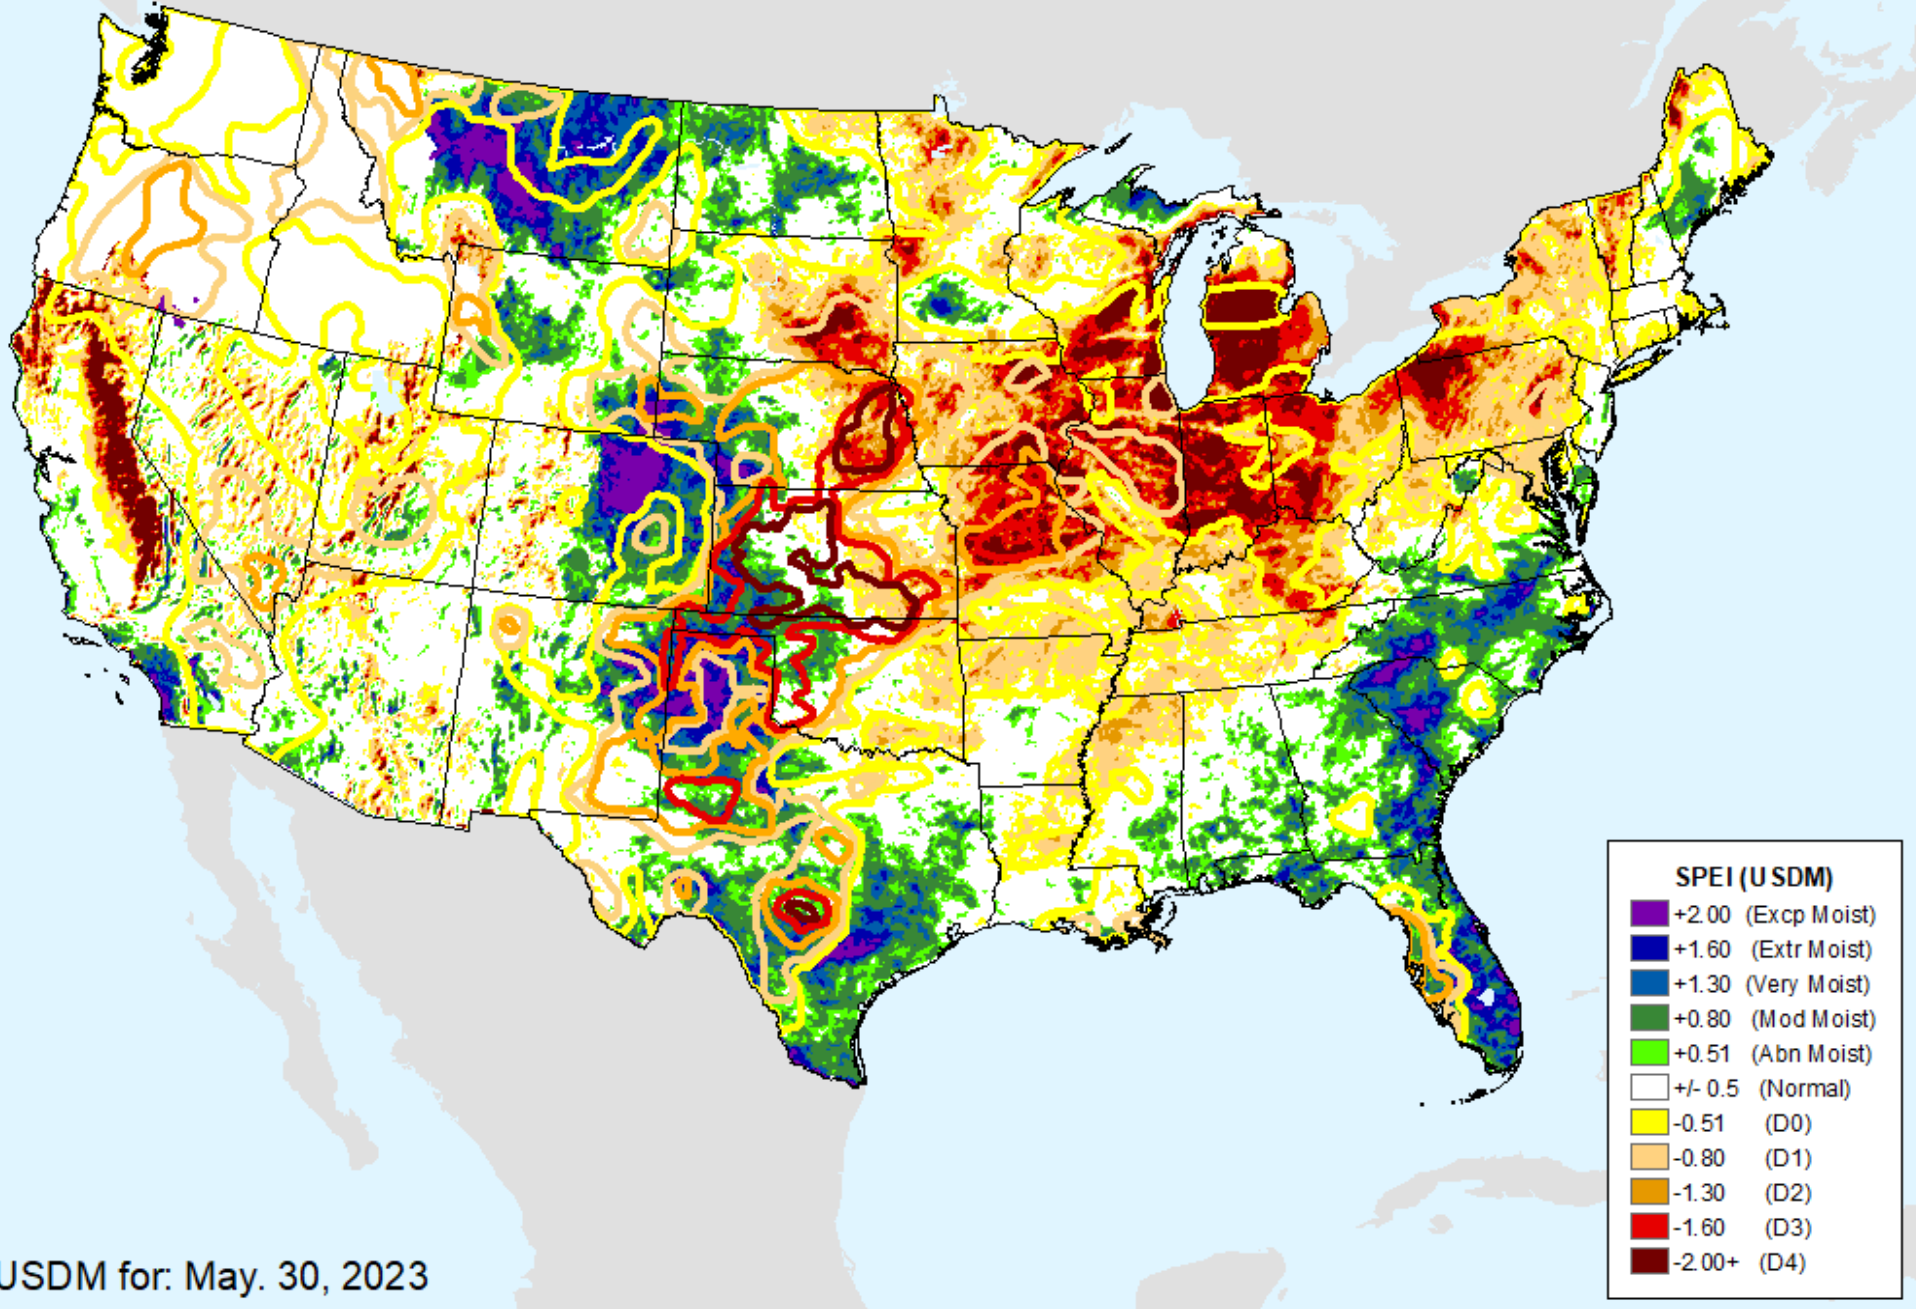 SPEI (USDM)
+2.00 (Excp Moist)
+1.60 (Extr Moist)
+1.30 (Very Moist)
+0.80 (Mod Moist)
+0.51 (Abn Moist)
+/- 0.5 (Normal)
-0.51 (D0)
-0.80 (D1)
-1.30 (D2)
-1.60 (D3)
-2.00+ (D4)
USDM for: May. 30, 2023